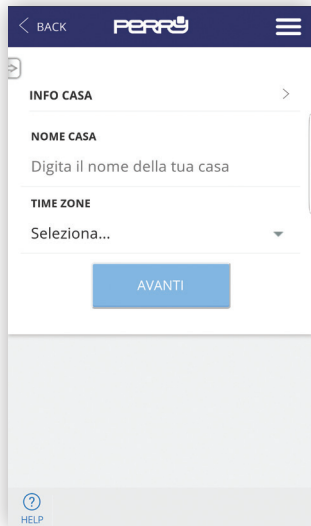 BACK PERRY
INFO CASA
NOME CASA
Digita il nome della tua casa
TIME ZONE
Seleziona...
AVANTI
HELP